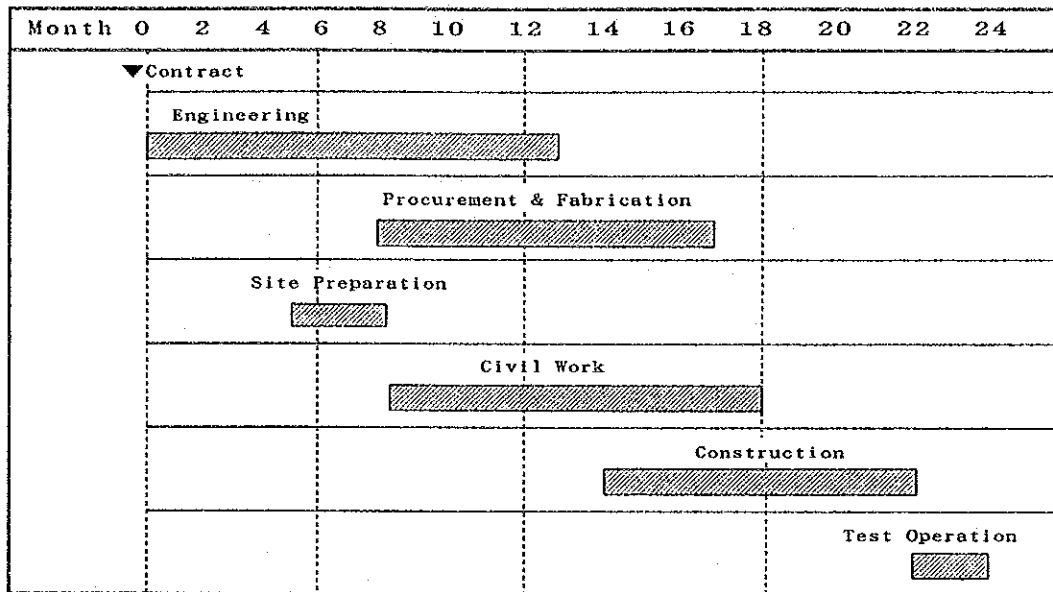 Month 0 2 4 6 8 10 12 14 16 18 20 22 24
Contract
Engineering
Procurement & Fabrication
Site Preparation
Civil Work
Construction
Test Operation